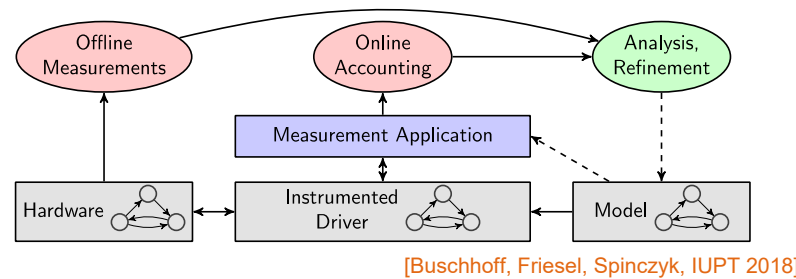 Offline
Measurements
Online
Accounting
Analysis,
Refinement
Measurement Application
Hardware
Instrumented
Driver
Model
[Buschhoff, Friesel, Spinczyk, IUPT 2018]